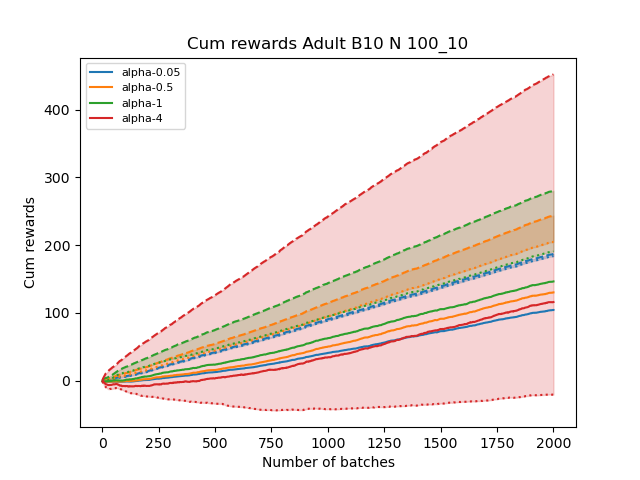 Cum rewards Adult B10 N 100_10
alpha-0.05
alpha-0.5
alpha-1
alpha-4
400
300
200
100
0
Cum rewards
0 250 500 750 1000 1250 1500 1750 2000
Number of batches